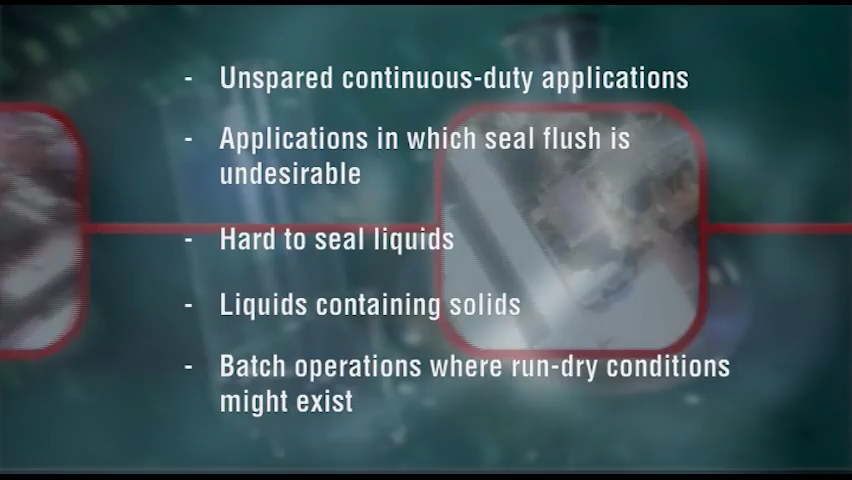 - Unspared continuous-duty applications
- Applications in which seal flush is
undesirable
- Hard to seal liquids
- Liquids containing solids
- Batch operations where run-dry conditions
might exist